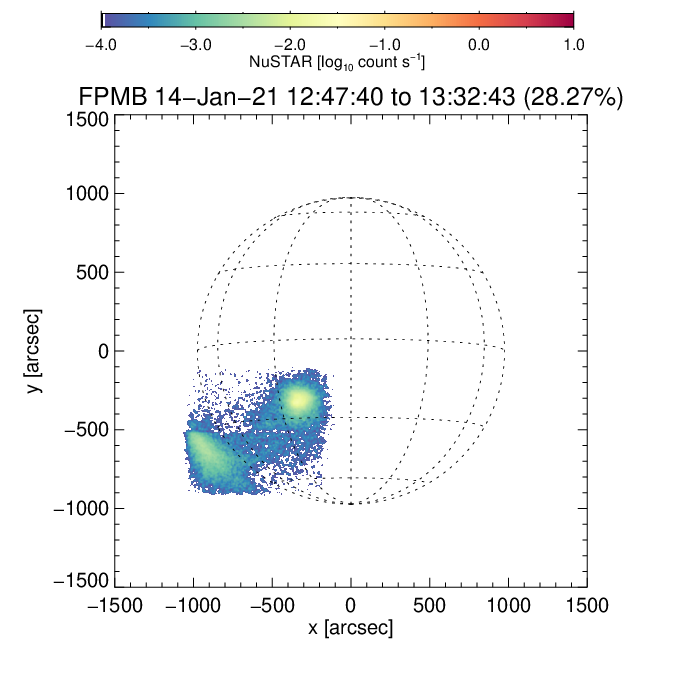 −4.0 −3.0 −2.0 −1.0 0.0 1.0
NuSTAR [log10 count s−1]
FPMB 14−Jan−21 12:47:40 to 13:32:43 (28.27%)
1500
1000
500
0
−500
−1000
−1500
y [arcsec]
−1500 −1000 −500 0 500 1000 1500
x [arcsec]